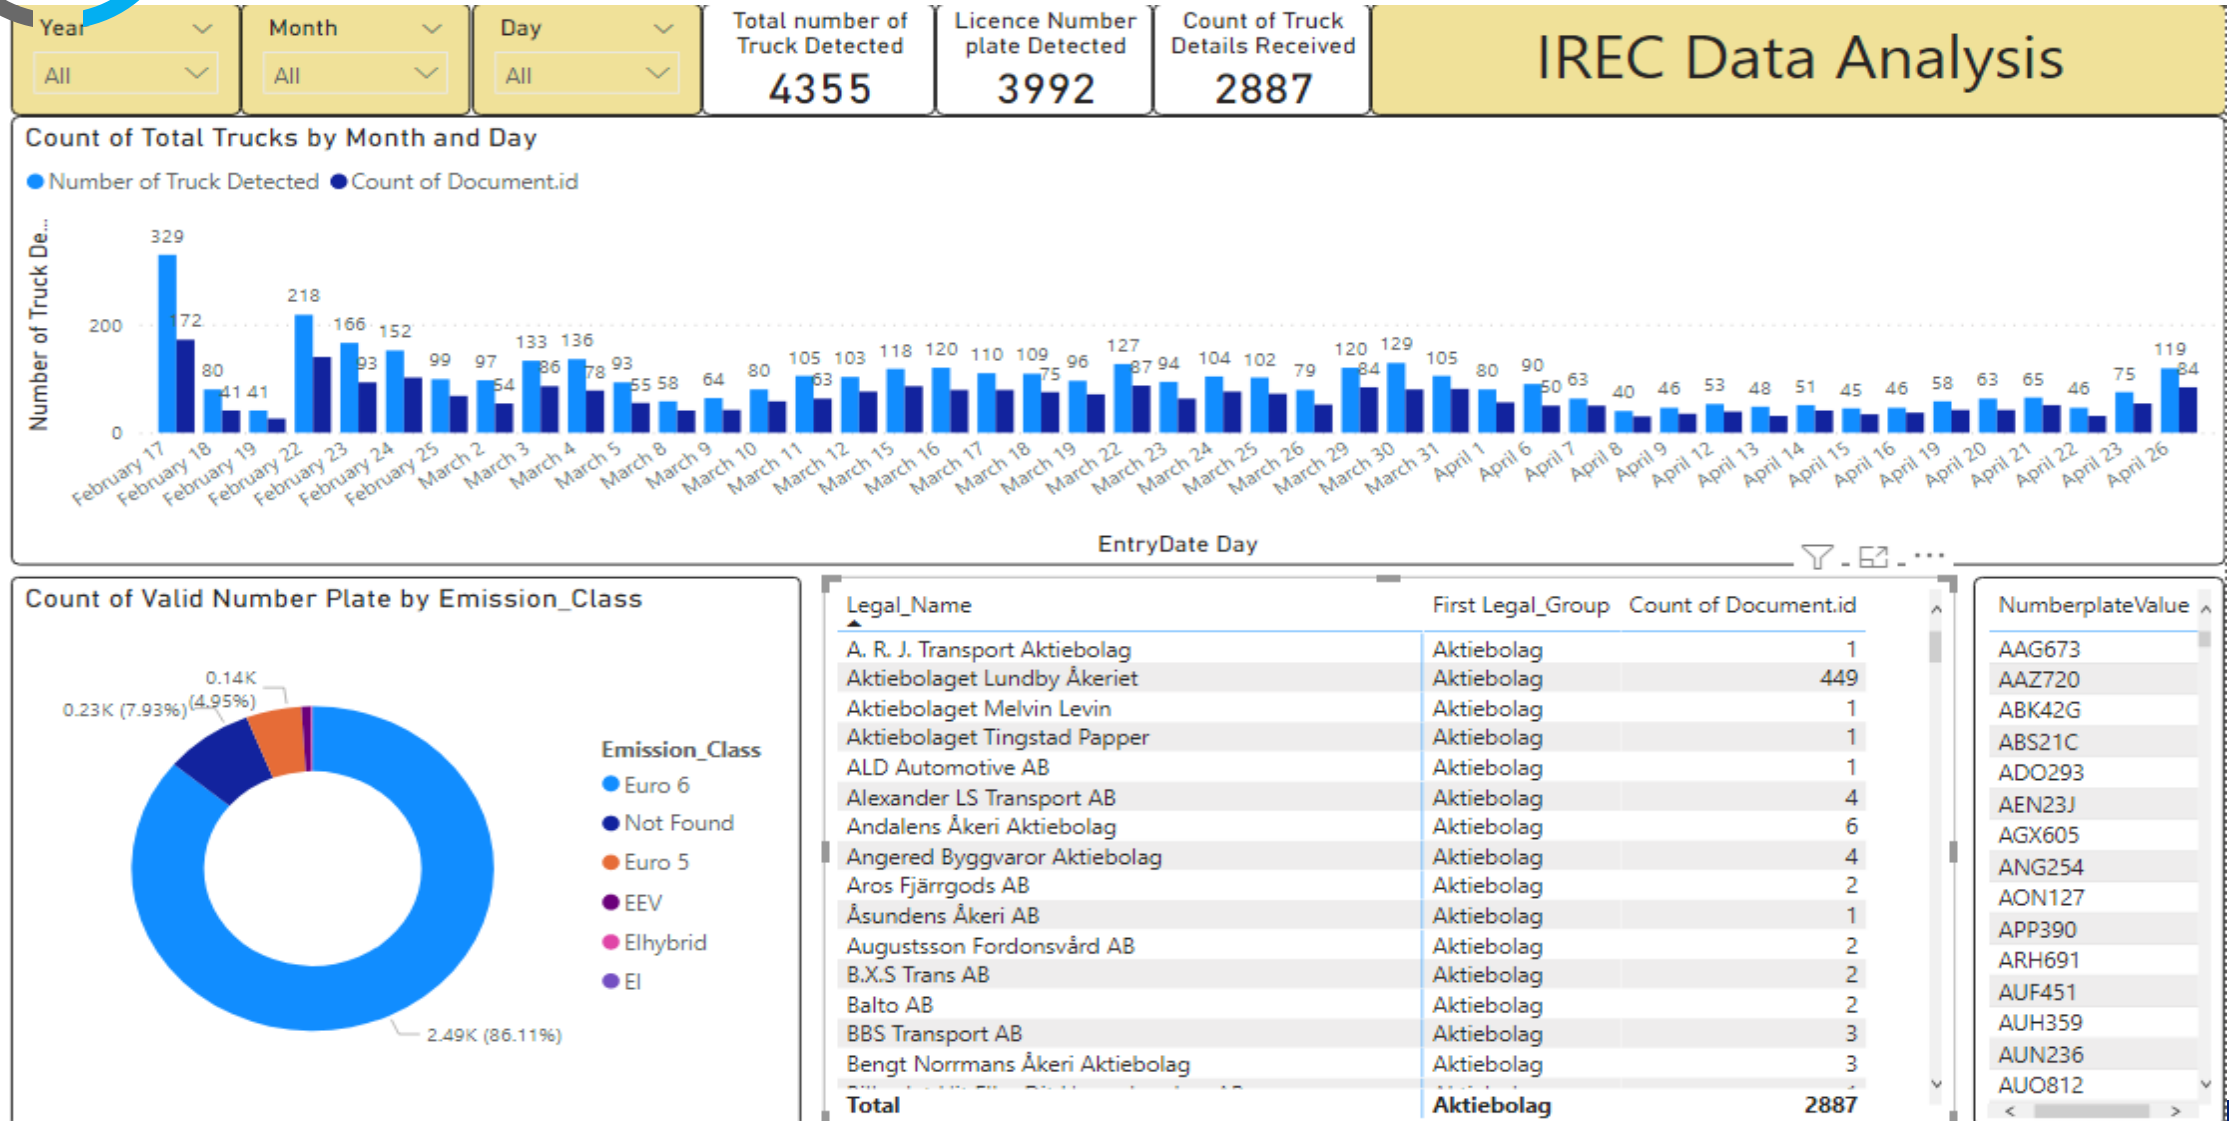 Year
Month
Day
All
All
All
Total number of
Truck Detected
4355
Licence Number
plate Detected
3992
Count of Truck
Details Received
2887
IREC Data Analysis
Count of Total Trucks by Month and Day
Number of Truck Detected
Count of Document.id
Number of Truck De...
200
0
329
172
80
41
41
218
166
93
152
99
97
54
133
86
136
78
93
55
58
64
80
105
63
103
118
120
110
109
75
96
127
87
94
104
102
79
120
84
129
105
80
90
50
63
40
46
53
48
51
45
46
58
63
65
46
75
119
84
February 17
February 18
February 19
February 22
February 23
February 24
February 25
March 2
March 3
March 4
March 5
March 8
March 9
March 10
March 11
March 12
March 15
March 16
March 17
March 18
March 19
March 22
March 23
March 24
March 25
March 26
March 29
March 30
March 31
April 1
April 6
April 7
April 8
April 9
April 12
April 13
April 14
April 15
April 16
April 19
April 20
April 21
April 22
April 23
April 26
EntryDate Day
Count of Valid Number Plate by Emission_Class
0.14K
(4.95%)
0.23K (7.93%)
2.49K (86.11%)
Emission_Class
Euro 6
Not Found
Euro 5
EEV
Elhybrid
El
Legal_Name First Legal_Group Count of Document.id
A. R. J. Transport Aktiebolag Aktiebolag 1
Aktiebolaget Lundby Åkeriet Aktiebolag 449
Aktiebolaget Melvin Levin Aktiebolag 1
Aktiebolaget Tingstad Papper Aktiebolag 1
ALD Automotive AB Aktiebolag 1
Alexander LS Transport AB Aktiebolag 4
Andalens Åkeri Aktiebolag Aktiebolag 6
Angered Byggvaror Aktiebolag Aktiebolag 4
Aros Fjärrgods AB Aktiebolag 2
Åsundens Åkeri AB Aktiebolag 1
Augustsson Fordonsvård AB Aktiebolag 2
B.X.S Trans AB Aktiebolag 2
Balto AB Aktiebolag 2
BBS Transport AB Aktiebolag 3
Bengt Norrmans Åkeri Aktiebolag Aktiebolag 3
Total Aktiebolag 2887
NumberplateValue
AAG673
AAZ720
ABK42G
ABS21C
ADO293
AEN23J
AGX605
ANG254
AON127
APP390
ARH691
AUF451
AUH359
AUN236
AUO812